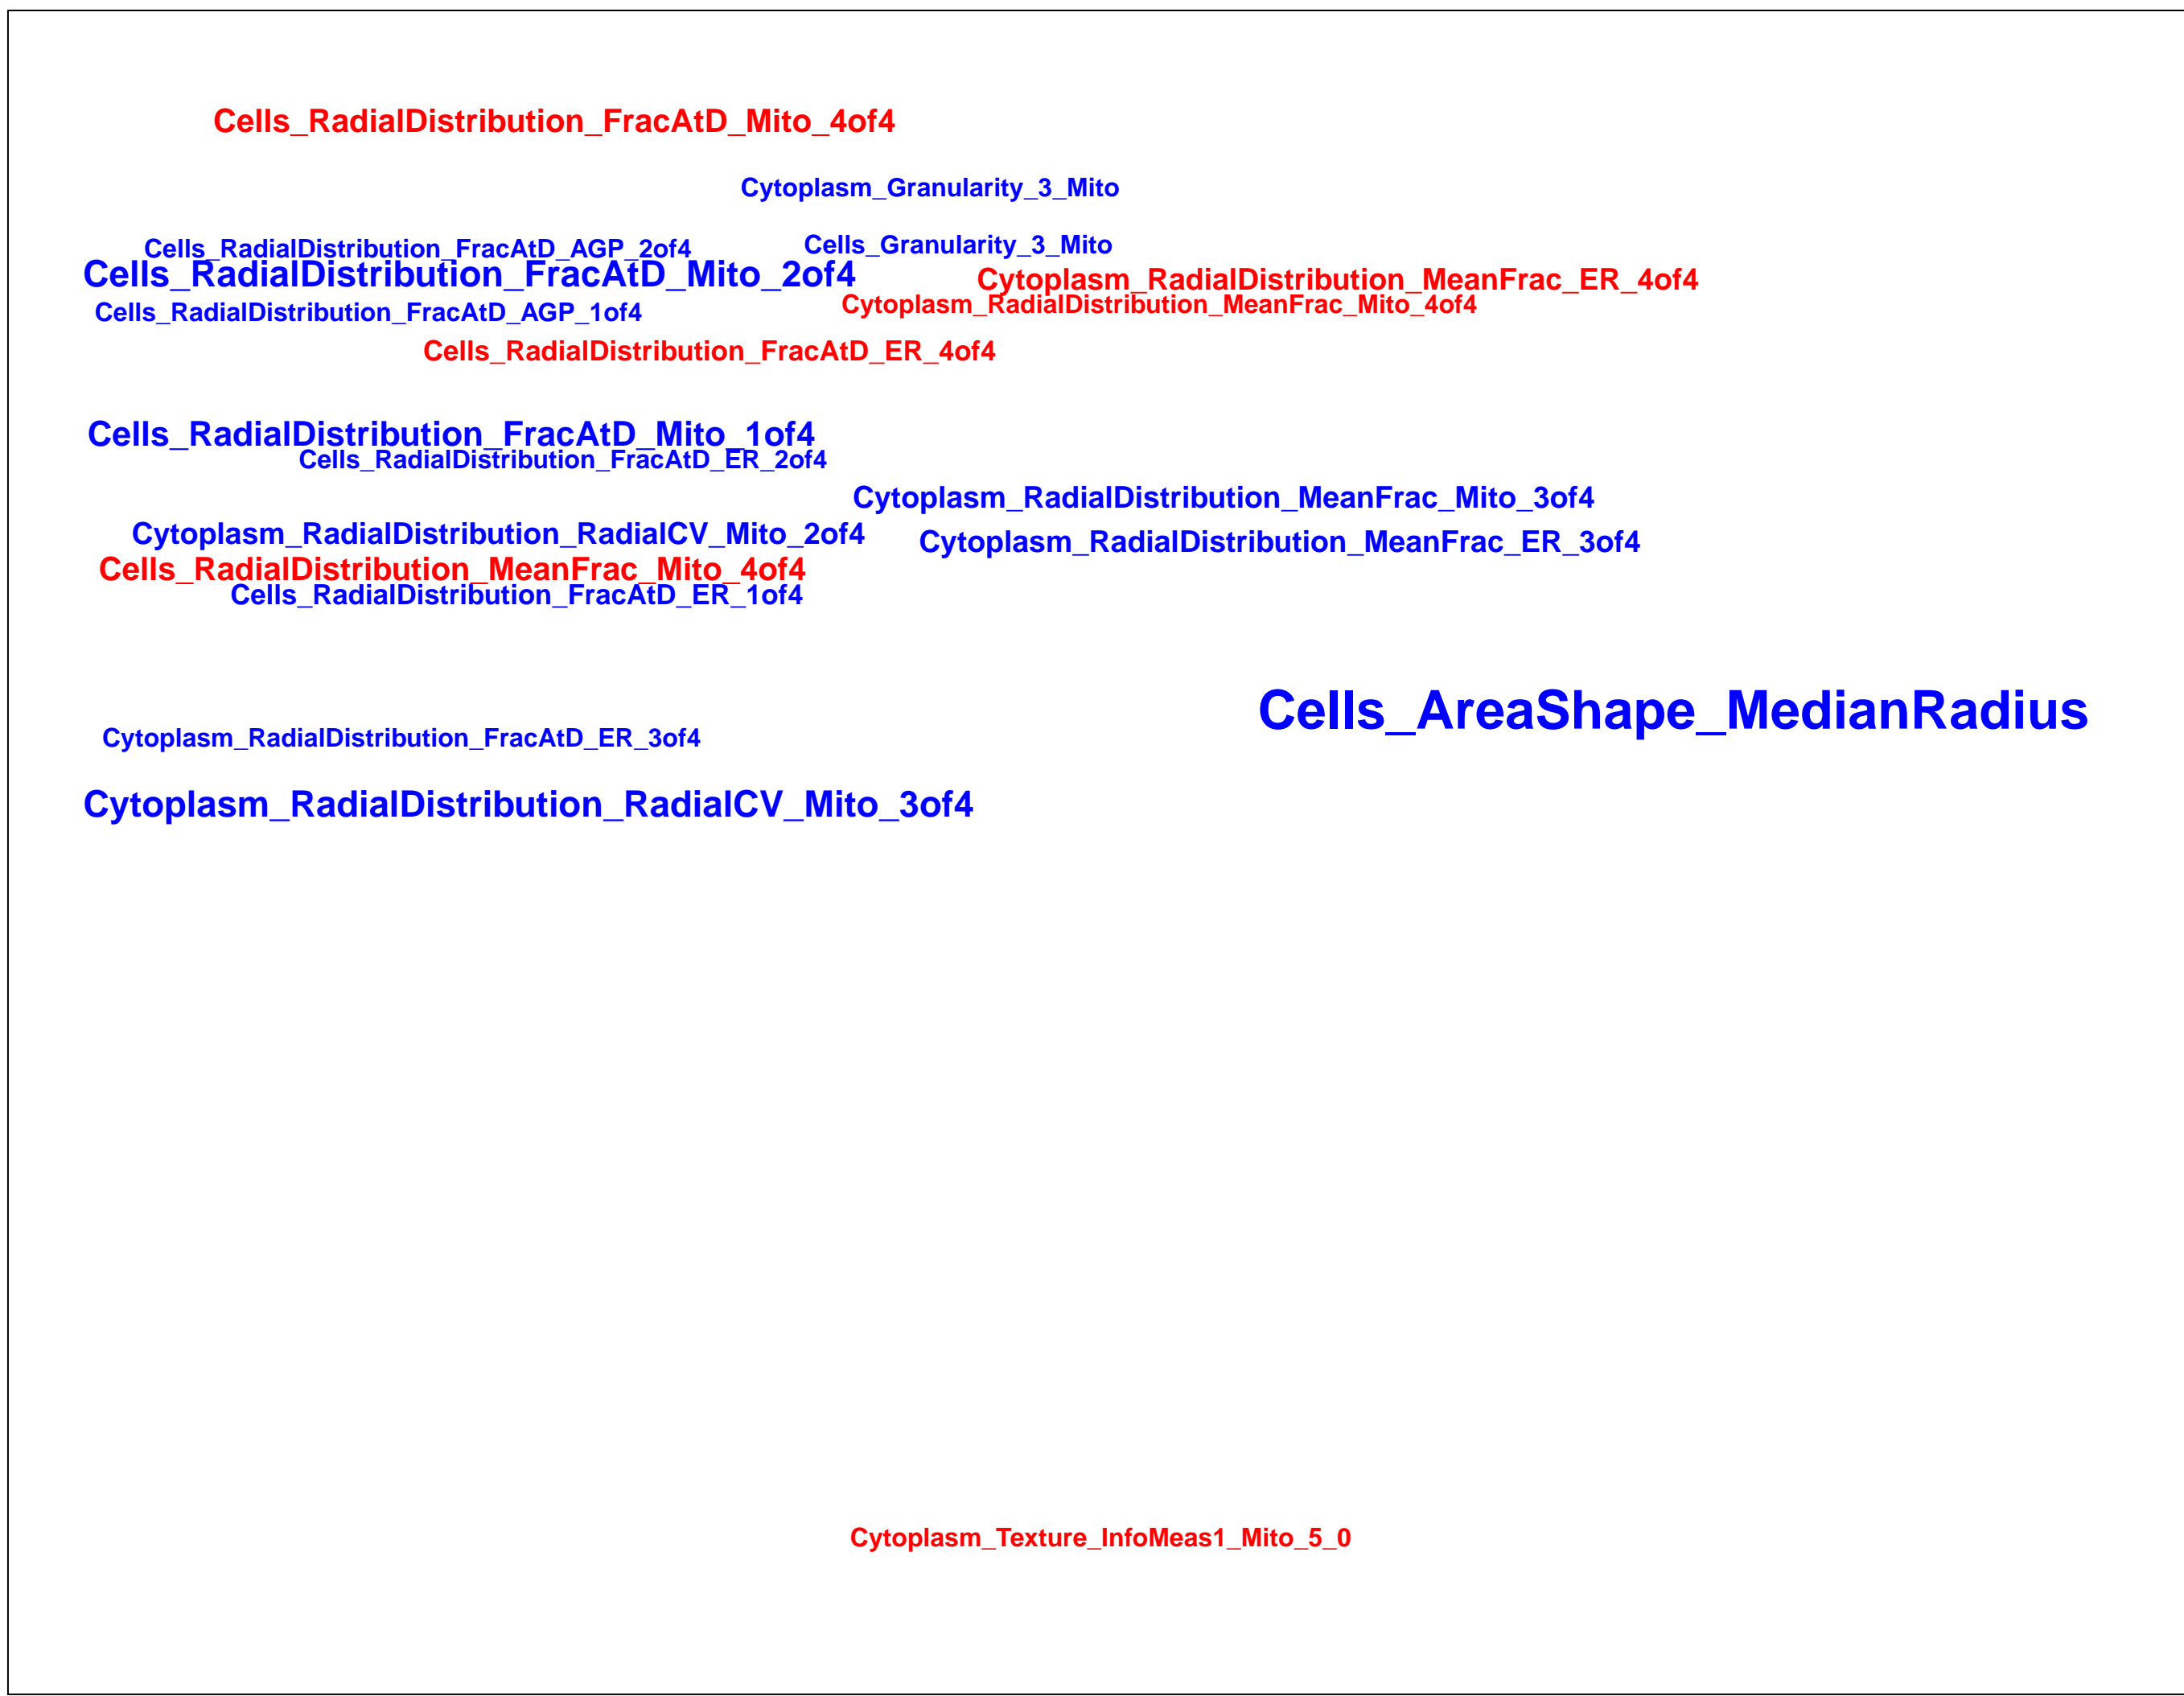 Cells_RadialDistribution_FracAtD_Mito_4of4
Cytoplasm_Granularity_3_Mito
Cells_RadialDistribution_FracAtD_AGP_2of4
Cells_Granularity_3_Mito
Cells_RadialDistribution_FracAtD_Mito_2of4
Cytoplasm_RadialDistribution_MeanFrac_ER_4of4
Cells_RadialDistribution_FracAtD_AGP_1of4
Cytoplasm_RadialDistribution_MeanFrac_Mito_4of4
Cells_RadialDistribution_FracAtD_ER_4of4
Cells_RadialDistribution_FracAtD_Mito_1of4
Cells_RadialDistribution_FracAtD_ER_2of4
Cytoplasm_RadialDistribution_MeanFrac_Mito_3of4
Cytoplasm_RadialDistribution_RadialCV_Mito_2of4
Cytoplasm_RadialDistribution_MeanFrac_ER_3of4
Cells_RadialDistribution_MeanFrac_Mito_4of4
Cells_RadialDistribution_FracAtD_ER_1of4
Cells_AreaShape_MedianRadius
Cytoplasm_RadialDistribution_FracAtD_ER_3of4
Cytoplasm_RadialDistribution_RadialCV_Mito_3of4
Cytoplasm_Texture_InfoMeas1_Mito_5_0